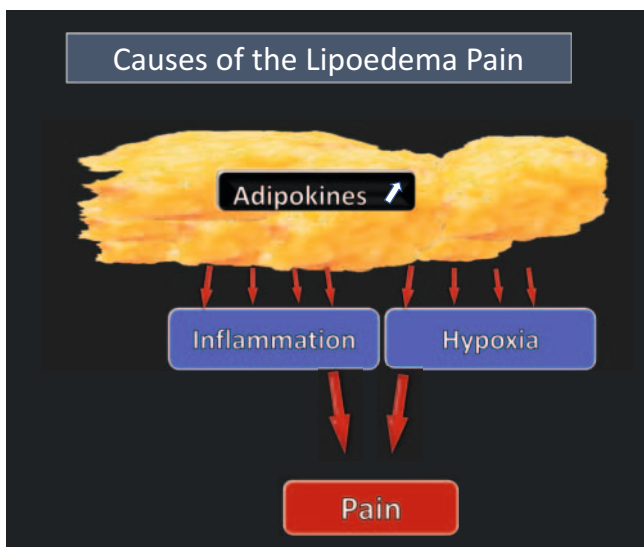 Causes of the Lipoedema Pain
Adipokines
Inflammation
Hypoxia
Pain